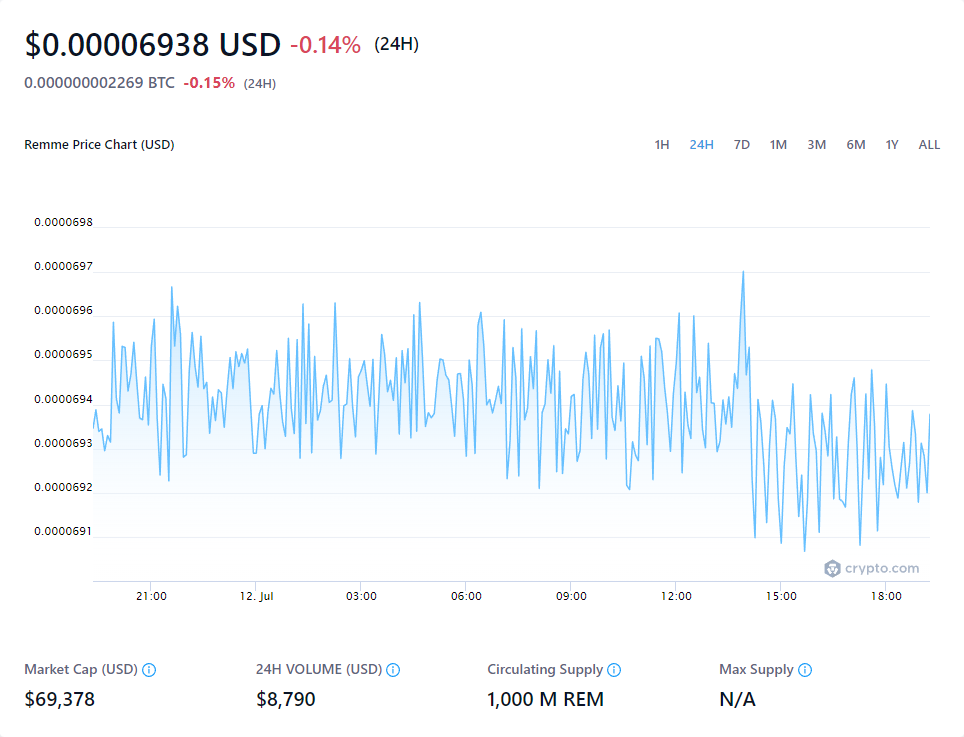 $0.00006938 USD -0.14% (24H)
0.000000002269 BTC -0.15% (24H)
Remme Price Chart (USD) 1H 24H 7D 1M 3M 6M 1Y ALL
0.0000698
0.0000697
0.0000696
0.0000695
0.0000694
0.0000693
0.0000692
0.0000691
crypto.com
21:00 12. Jul 03:00 06:00 09:00 12:00 15:00 18:00
Market Cap (USD) 24H VOLUME (USD) Circulating Supply Max Supply
$69,378 $8,790 1,000 M REM N/A